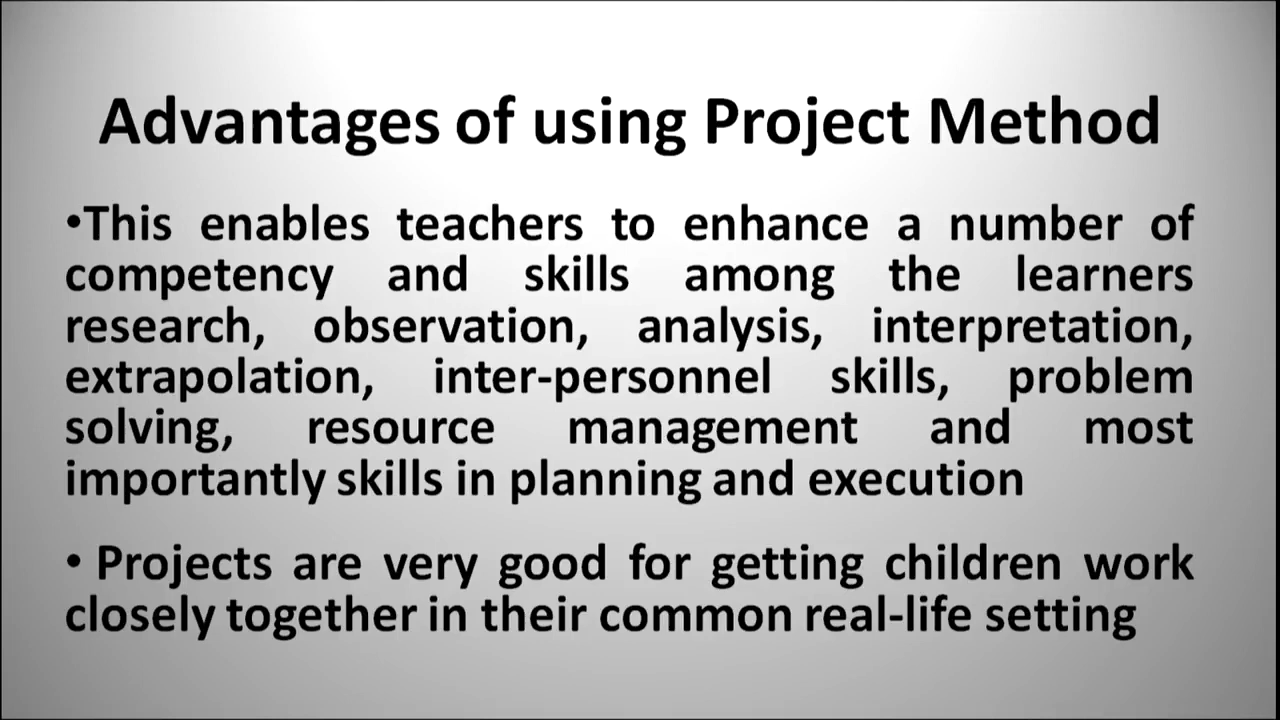 Advantages of using Project Method
•This enables teachers to enhance a number of
competency and skills among the learners
research, observation, analysis, interpretation,
extrapolation, inter-personnel skills, problem
solving, resource management and most
importantly skills in planning and execution
• Projects are very good for getting children work
closely together in their common real-life setting